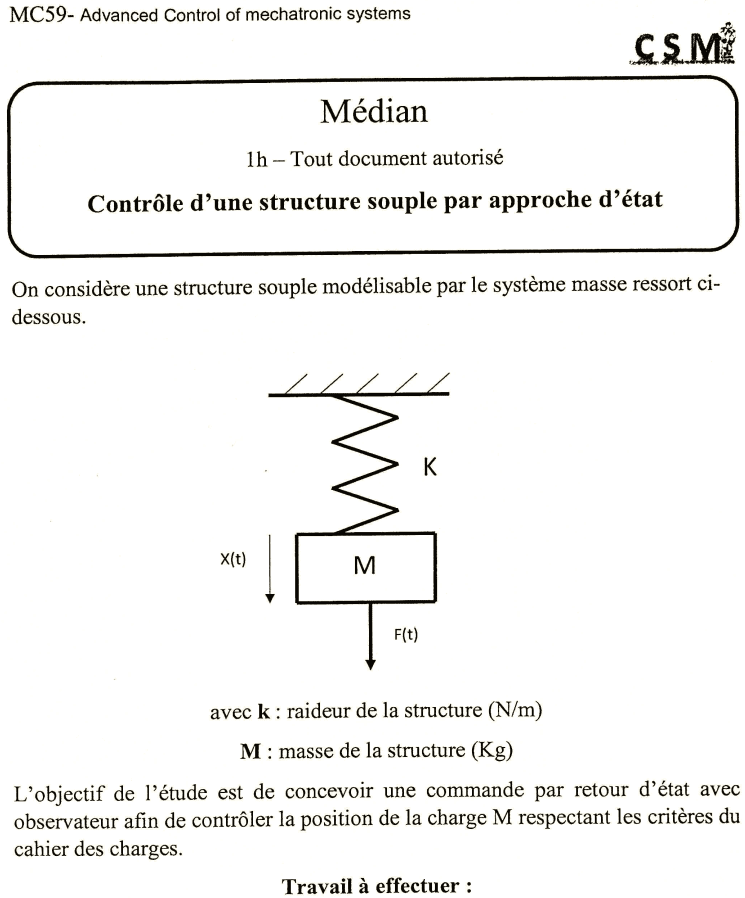 MC59- Advanced Control of mechatronic systems
CSM
Médian
1h – Tout document autorisé
Contrôle d'une structure souple par approche d'état
On considère une structure souple modélisable par le système masse ressort ci-
dessous.
K
X(t)
M
F(t)
avec k : raideur de la structure (N/m)
M : masse de la structure (Kg)
L'objectif de l'étude est de concevoir une commande par retour d'état avec
observateur afin de contrôler la position de la charge M respectant les critères du
cahier des charges.
Travail à effectuer :